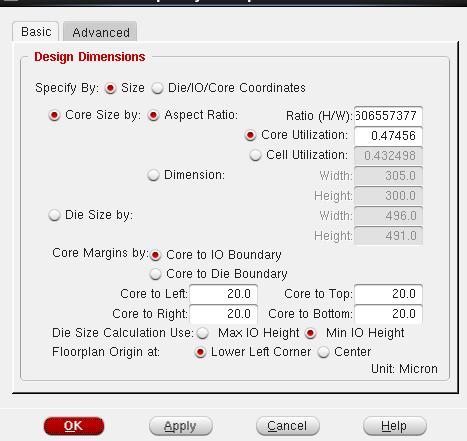 Basic Advanced
Design Dimensions
Specify By: Size Die/IO/Core Coordinates
Core Size by: Aspect Ratio: Ratio (H/W): 606557377
Core Utilization: 0.47456
Cell Utilization: 0.432498
Dimension: Width: 305.0
Height: 300.0
Die Size by: Width: 496.0
Height: 491.0
Core Margins by: Core to IO Boundary
Core to Die Boundary
Core to Left: 20.0 Core to Top: 20.0
Core to Right: 20.0 Core to Bottom: 20.0
Die Size Calculation Use: Max IO Height Min IO Height
Floorplan Origin at: Lower Left Corner Center
Unit: Micron
OK Apply Cancel Help